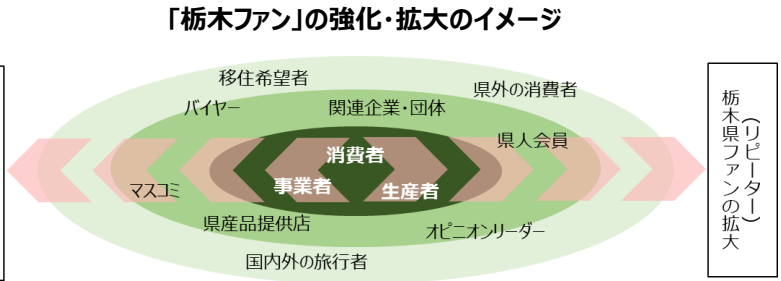 「栃木ファン」の強化・拡大のイメージ
移住希望者
県外の消費者
バイヤー
関連企業・団体
県人会員
消費者
マスコミ
事業者
生産者
県産品提供店
オピニオンリーダー
国内外の旅行者
栃木県ファンの拡大
(リピーター)